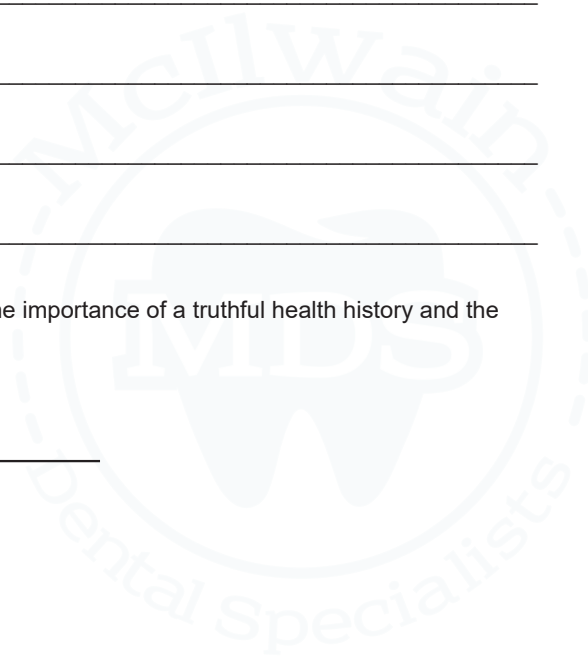 McIlwain
he importance of a truthful health history and the
MDS
Dental Specialists